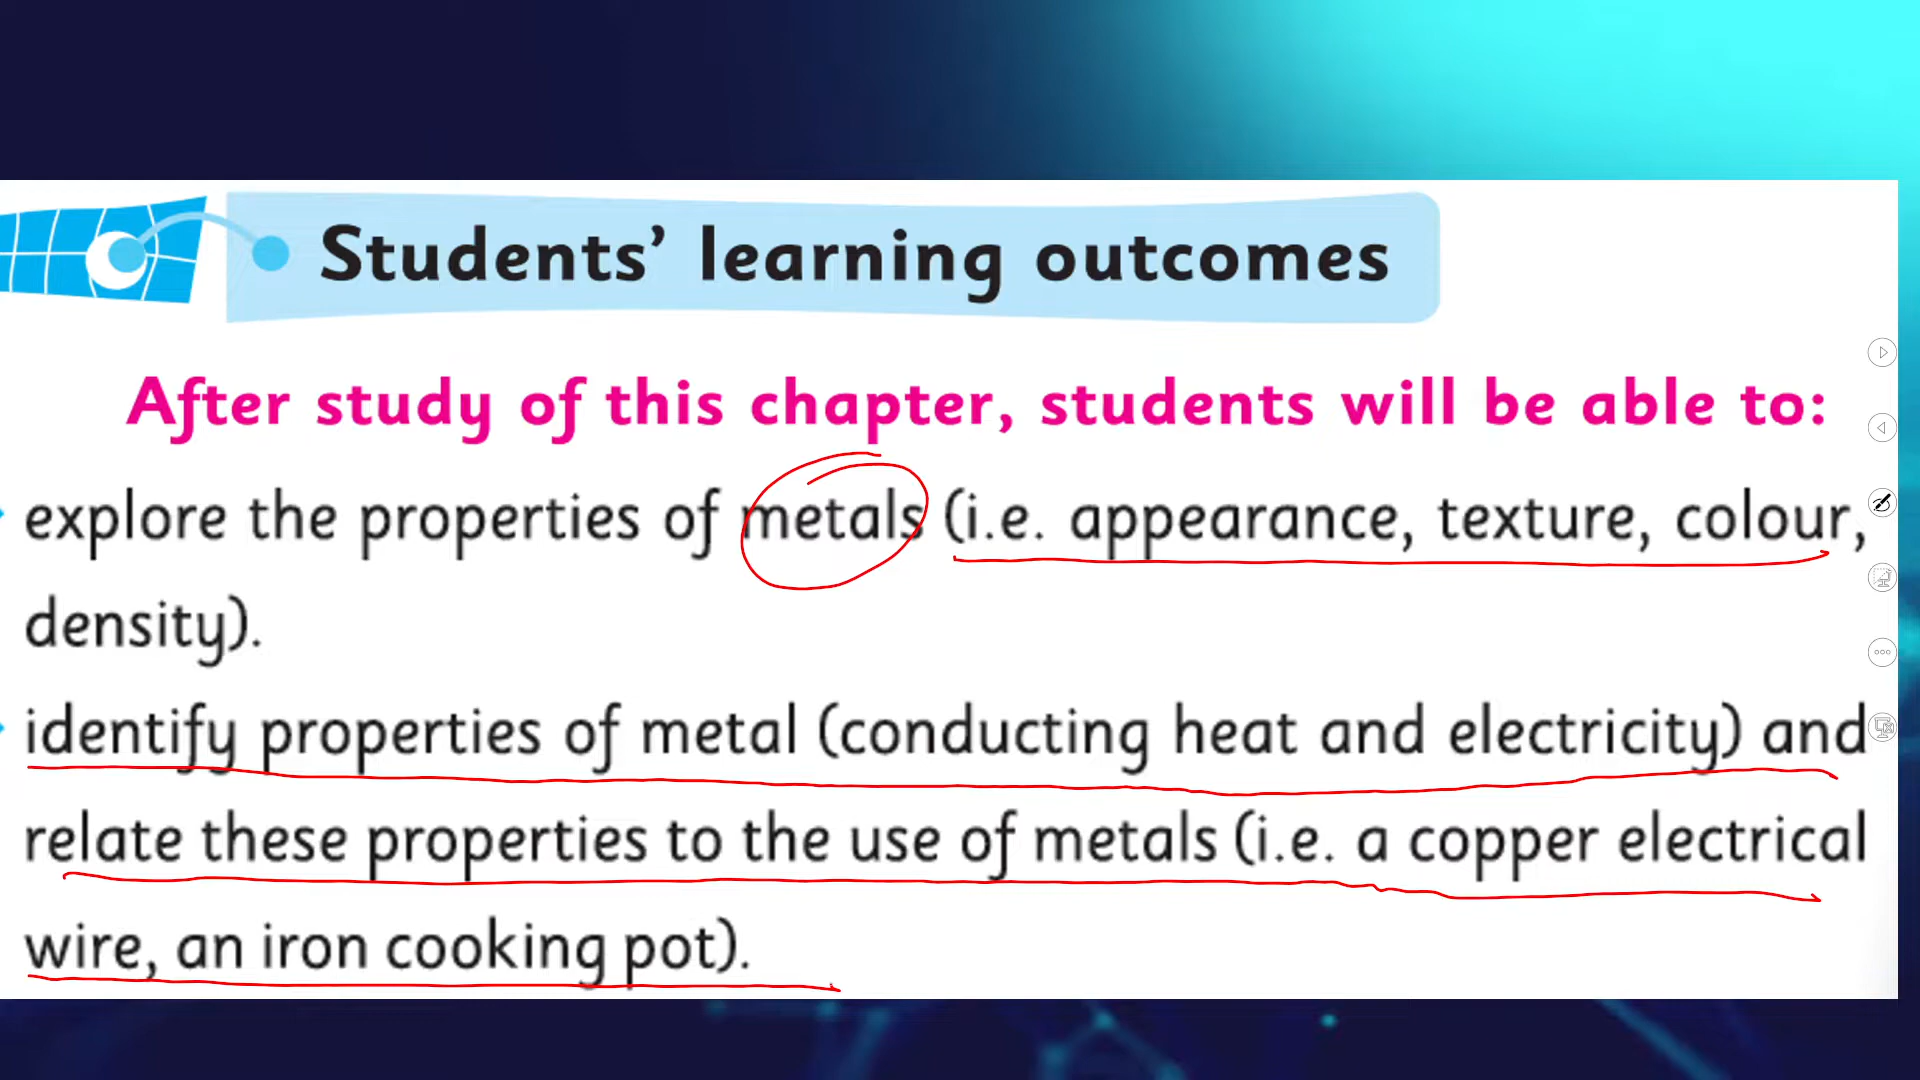 Students’ learning outcomes
After study of this chapter, students will be able to:
explore the properties of metals (i.e. appearance, texture, colour,
density).
identify properties of metal (conducting heat and electricity) and
relate these properties to the use of metals (i.e. a copper electrical
wire, an iron cooking pot).